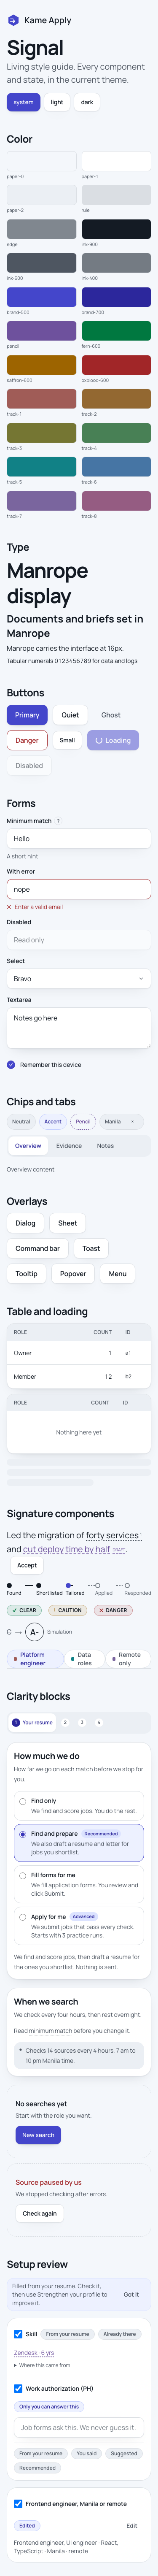 Kame Apply
Signal
Living style guide. Every component
and state, in the current theme.
system light dark
Color
paper-0 paper-1
paper-2 rule
edge ink-900
ink-600 ink-400
brand-500 brand-700
pencil fern-600
saffron-600 oxblood-600
track-1 track-2
track-3 track-4
track-5 track-6
track-7 track-8
Type
Manrope
display
Documents and briefs set in
Manrope
Manrope carries the interface at 16px.
Tabular numerals 0123456789 for data and logs
Buttons
Primary Quiet Ghost
Danger Small Loading
Disabled
Forms
Minimum match ?
Hello
A short hint
With error
nope
Enter a valid email
Disabled
Read only
Select
Bravo
Textarea
Notes go here
Remember this device
Chips and tabs
Neutral Accent Pencil Manila ×
Overview Evidence Notes
Overview content
Overlays
Dialog Sheet
Command bar Toast
Tooltip Popover Menu
Table and loading
ROLE COUNT ID
Owner 1 a1
Member 12 b2
ROLE COUNT ID
Nothing here yet
Signature components
Led the migration of forty services 1
and cut deploy time by half DRAFT.
Accept
Found Shortlisted Tailored Applied Responded
✓ CLEAR ! CAUTION × DANGER
A- Simulation
Platform engineer
Data roles
Remote only
Clarity blocks
1 Your resume 2 3 4
How much we do
How far we go on each match before we stop for
you.
Find only
We find and score jobs. You do the rest.
Find and prepare Recommended
We also draft a resume and letter for
jobs you shortlist.
Fill forms for me
We fill application forms. You review and
click Submit.
Apply for me Advanced
We submit jobs that pass every check.
Starts with 3 practice runs.
We find and score jobs, then draft a resume for
the ones you shortlist. Nothing is sent.
When we search
We check every four hours, then rest overnight.
Read minimum match before you change it.
Checks 14 sources every 4 hours, 7 am to
10 pm Manila time.
No searches yet
Start with the role you want.
New search
Source paused by us
We stopped checking after errors.
Check again
Setup review
Filled from your resume. Check it,
then use Strengthen your profile to
improve it.
Got it
Skill From your resume Already there
Zendesk · 6 yrs
Where this came from
Work authorization (PH)
Only you can answer this
Job forms ask this. We never guess it.
From your resume You said Suggested
Recommended
Frontend engineer, Manila or remote
Edited Edit
Frontend engineer, UI engineer · React,
TypeScript · Manila · remote